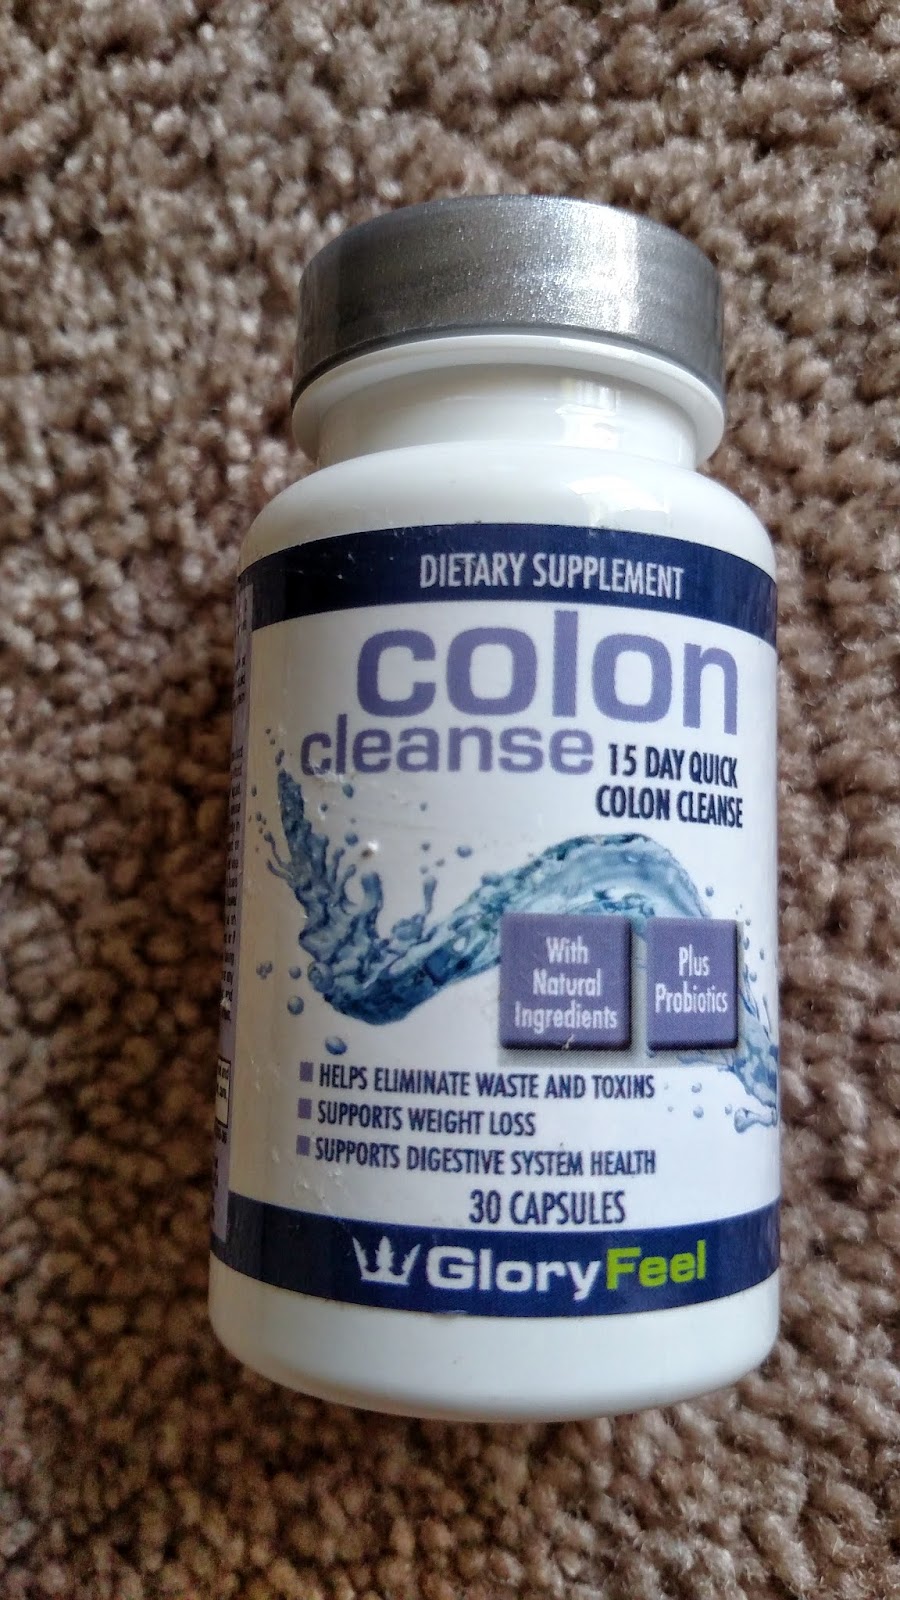 DIETARY SUPPLEMENT
colon
cleanse
15 DAY QUICK
COLON CLEANSE
With
Natural
Ingredients
Plus
Probiotics
HELPS ELIMINATE WASTE AND TOXINS
SUPPORTS WEIGHT LOSS
SUPPORTS DIGESTIVE SYSTEM HEALTH
30 CAPSULES
GloryFeel